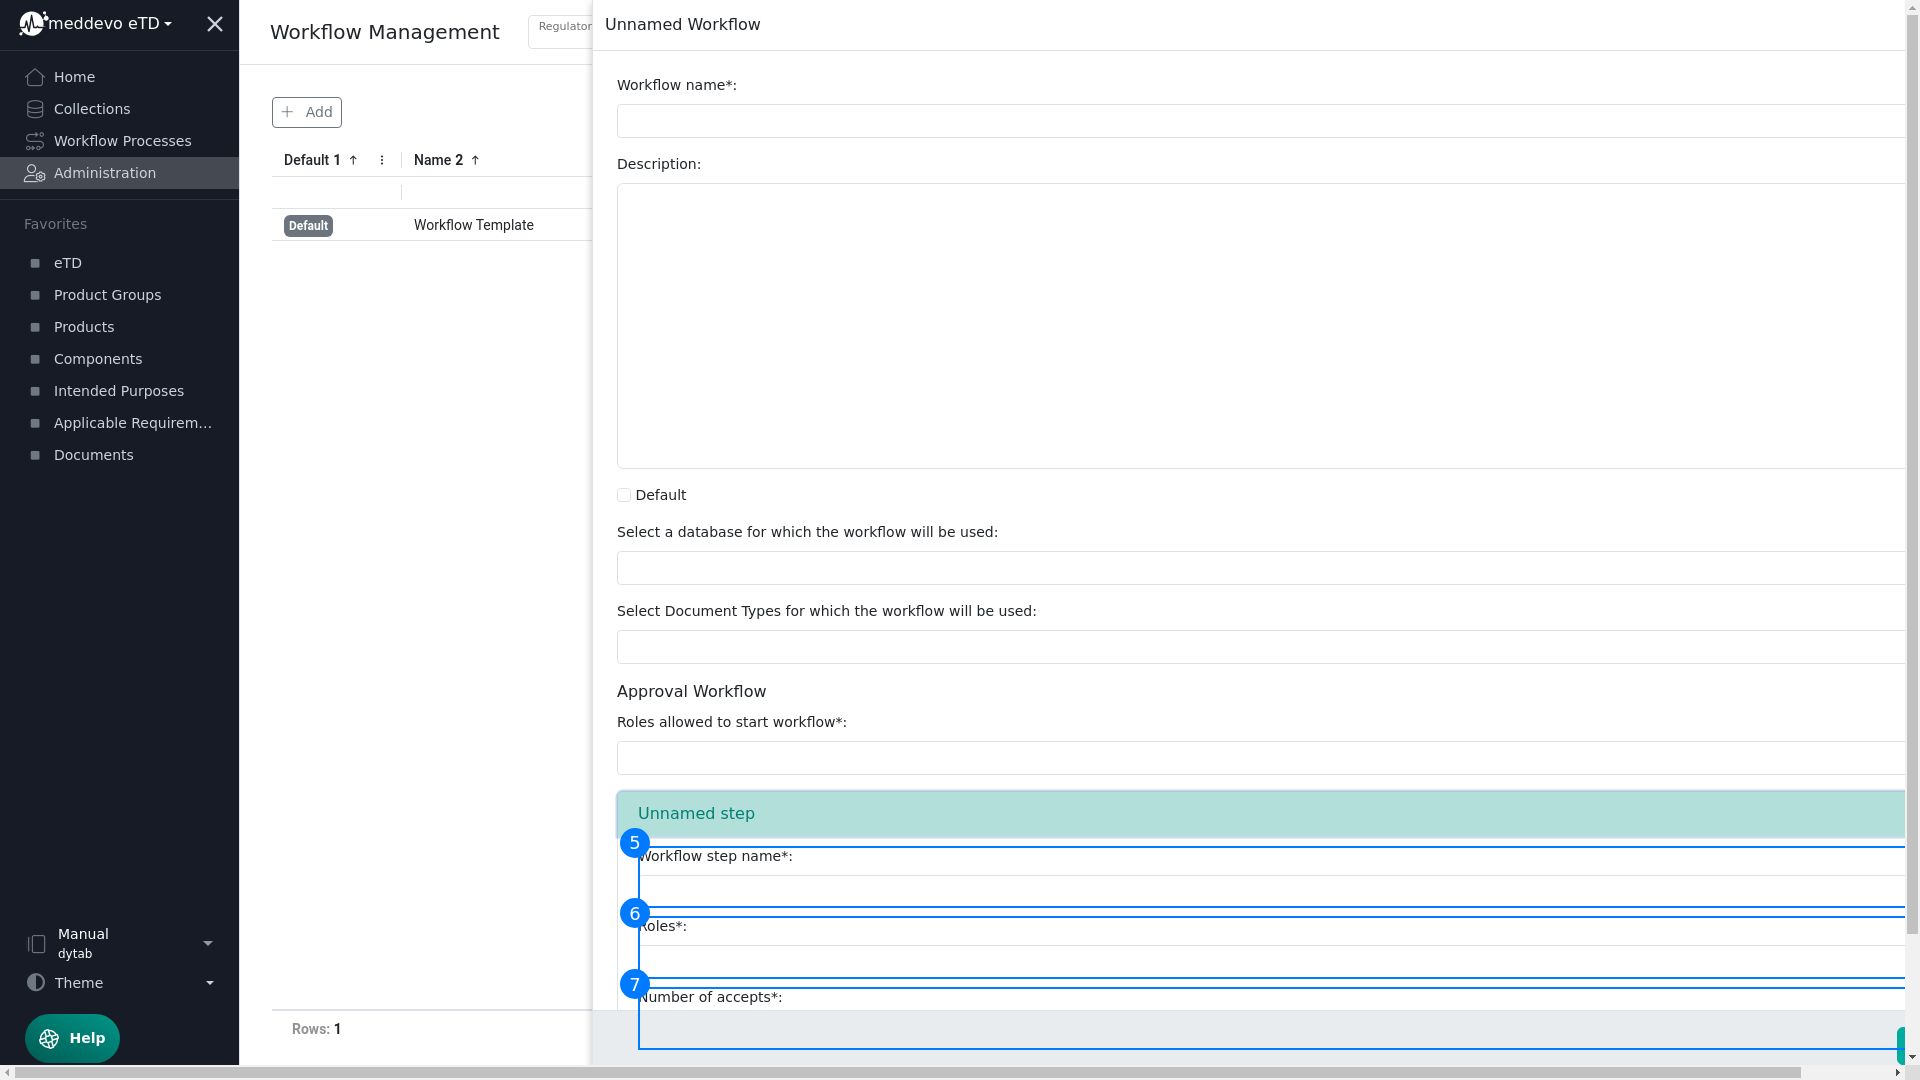 meddevo eTD
Home
Collections
Workflow Processes
Administration
Favorites
eTD
Product Groups
Products
Components
Intended Purposes
Applicable Requirem...
Documents
Manual
dytab
Theme
Help
Workflow Management
Regulator
Add
Default 1
Name 2
Default
Workflow Template
Rows: 1
Unnamed Workflow
Workflow name*:
Description:
Default
Select a database for which the workflow will be used:
Select Document Types for which the workflow will be used:
Approval Workflow
Roles allowed to start workflow*:
Unnamed step
5
Workflow step name*:
6
Roles*:
7
Number of accepts*: